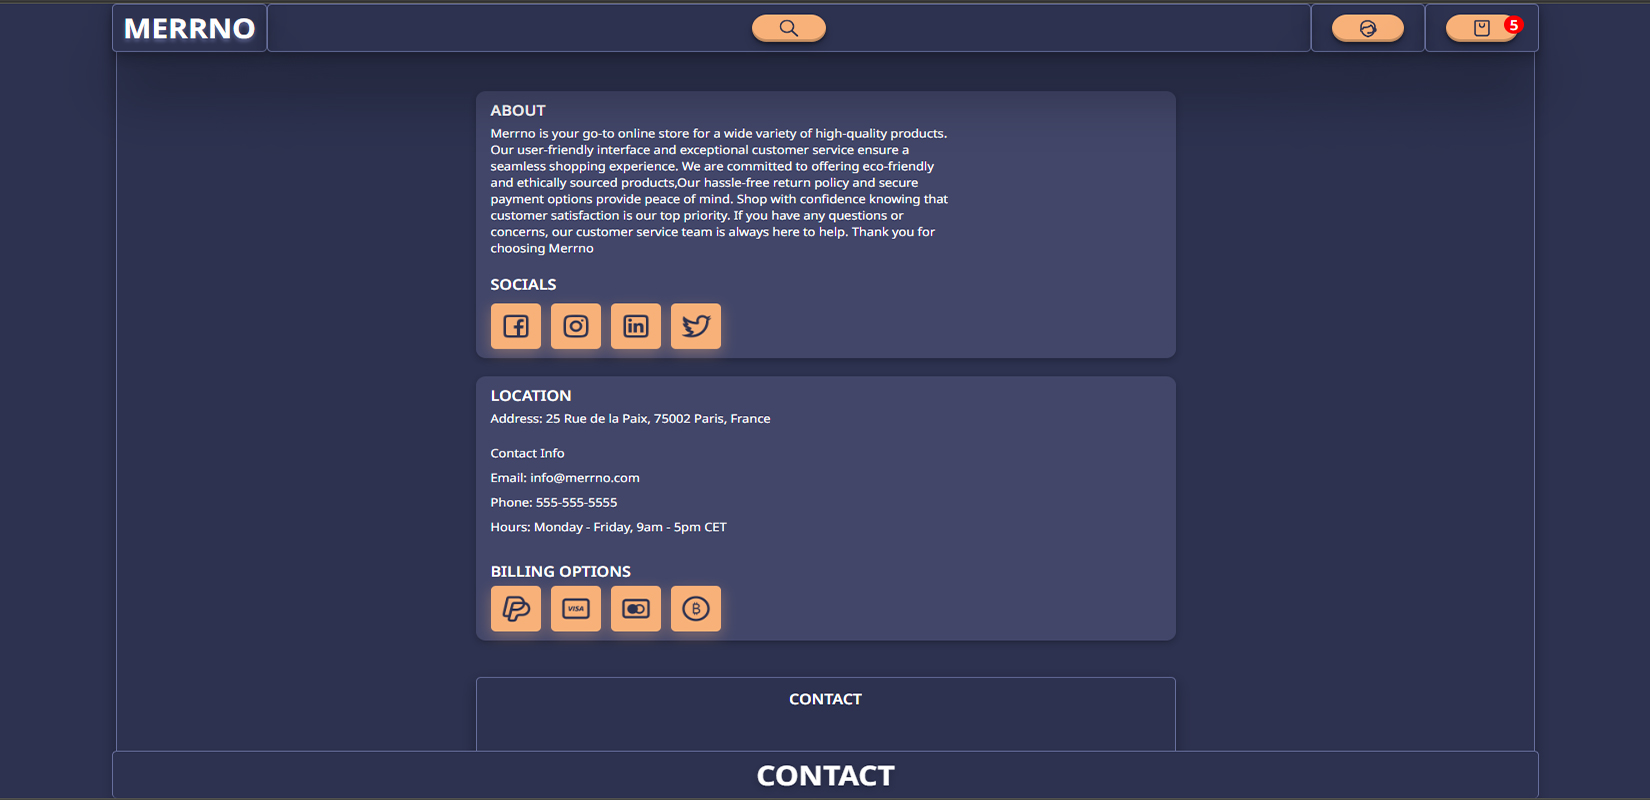 MERRNO
5
ABOUT
Merrno is your go-to online store for a wide variety of high-quality products.
Our user-friendly interface and exceptional customer service ensure a
seamless shopping experience. We are committed to offering eco-friendly
and ethically sourced products,Our hassle-free return policy and secure
payment options provide peace of mind. Shop with confidence knowing that
customer satisfaction is our top priority. If you have any questions or
concerns, our customer service team is always here to help. Thank you for
choosing Merrno
SOCIALS
in
LOCATION
Address: 25 Rue de la Paix, 75002 Paris, France
Contact Info
Email: info@merrno.com
Phone: 555-555-5555
Hours: Monday - Friday, 9am - 5pm CET
BILLING OPTIONS
VISA
CONTACT
CONTACT